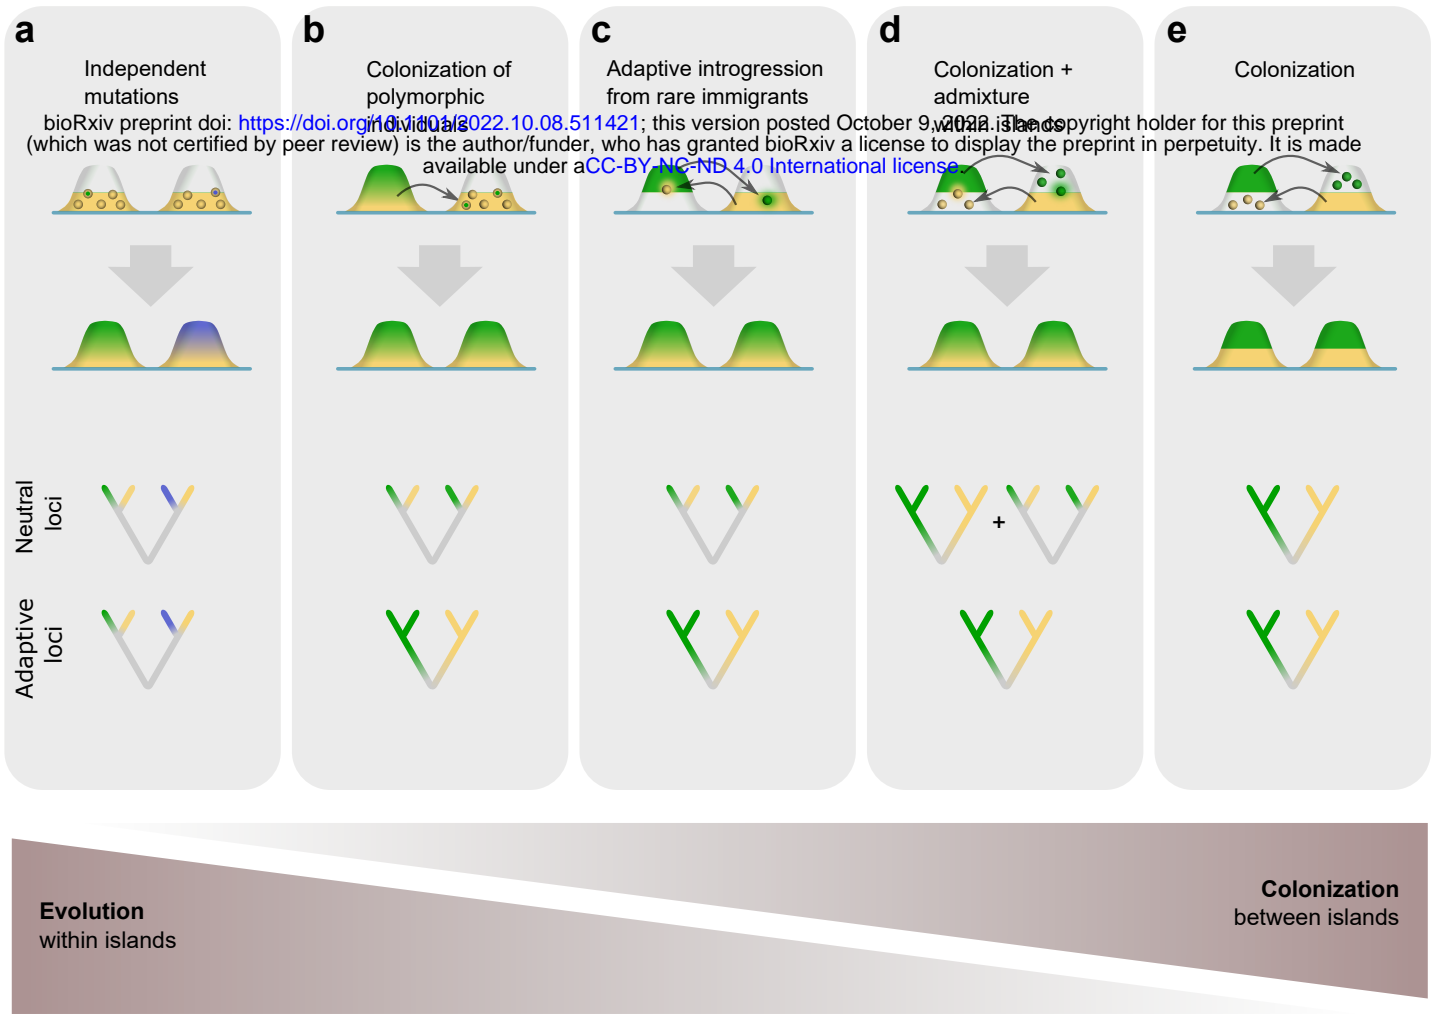 a
Independent
mutations
b
Colonization of
polymorphic
individuals
c
Adaptive introgression
from rare immigrants
d
Colonization +
admixture
within islands
e
Colonization
bioRxiv preprint doi: https://doi.org/10.1101/2022.10.08.511421; this version posted October 9, 2022. The copyright holder for this preprint
(which was not certified by peer review) is the author/funder, who has granted bioRxiv a license to display the preprint in perpetuity. It is made
available under aCC-BY-NC-ND 4.0 International license.
Neutral
loci
+
Adaptive
loci
Evolution
within islands
Colonization
between islands